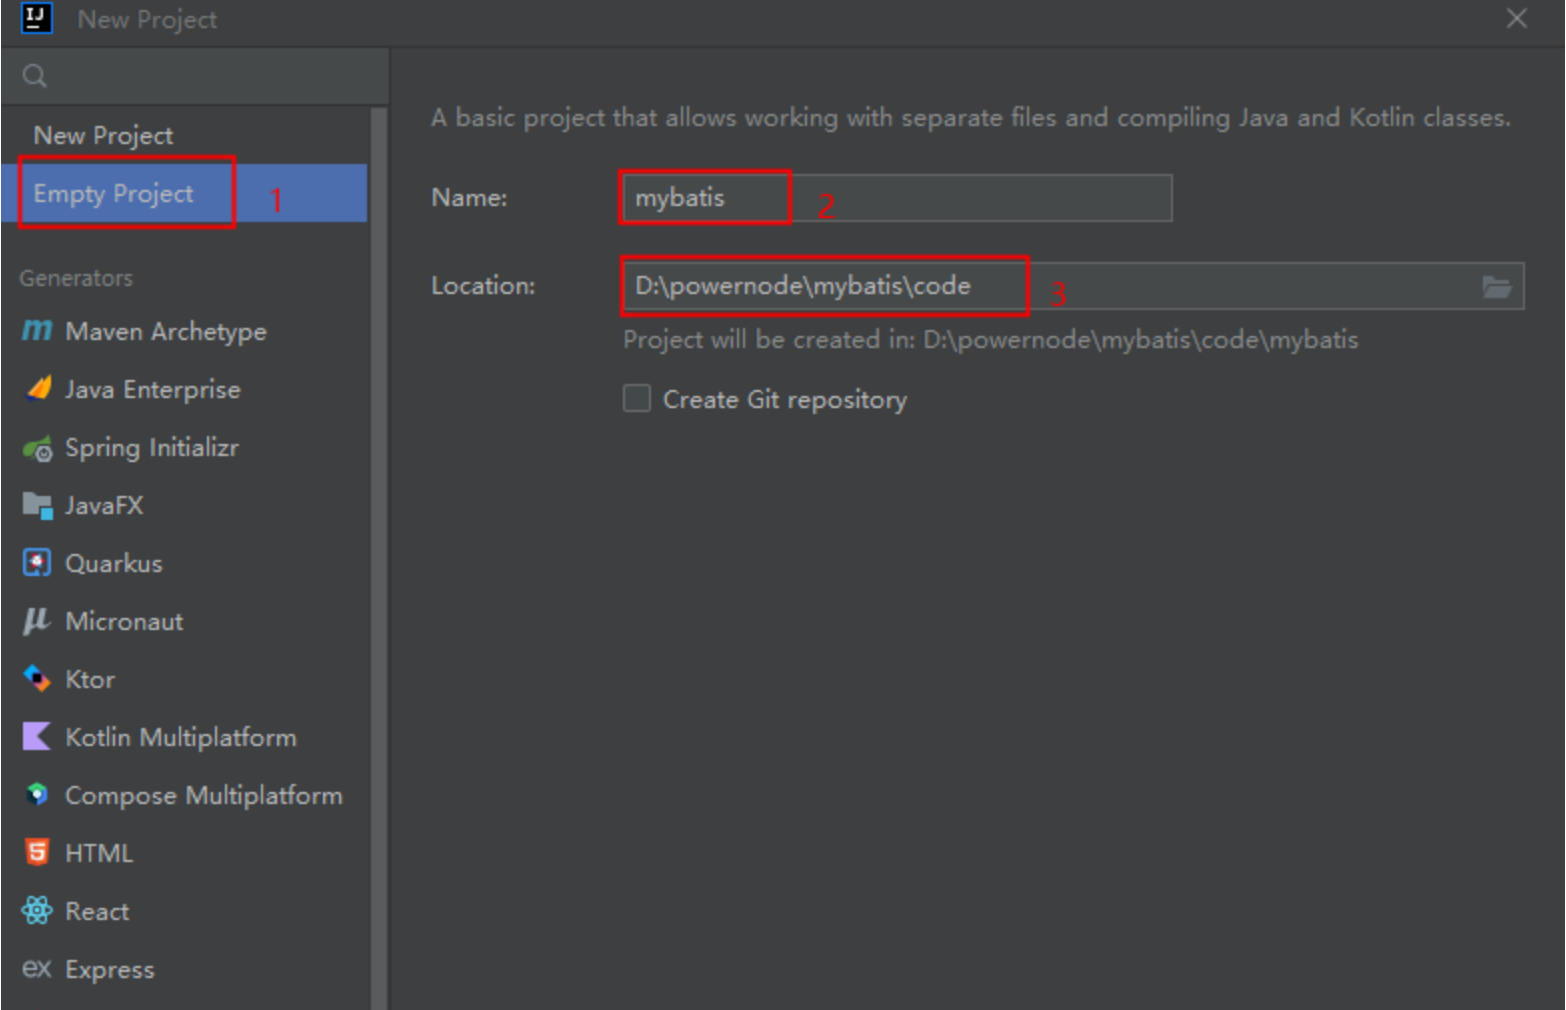 IJ New Project
New Project
Empty Project 1
Generators
m Maven Archetype
Java Enterprise
Spring Initializr
JavaFX
Quarkus
μ Micronaut
Ktor
Kotlin Multiplatform
Compose Multiplatform
5 HTML
React
ex Express
A basic project that allows working with separate files and compiling Java and Kotlin classes.
Name: mybatis 2
Location: D:\powernode\mybatis\code 3
Project will be created in: D:\powernode\mybatis\code\mybatis
Create Git repository